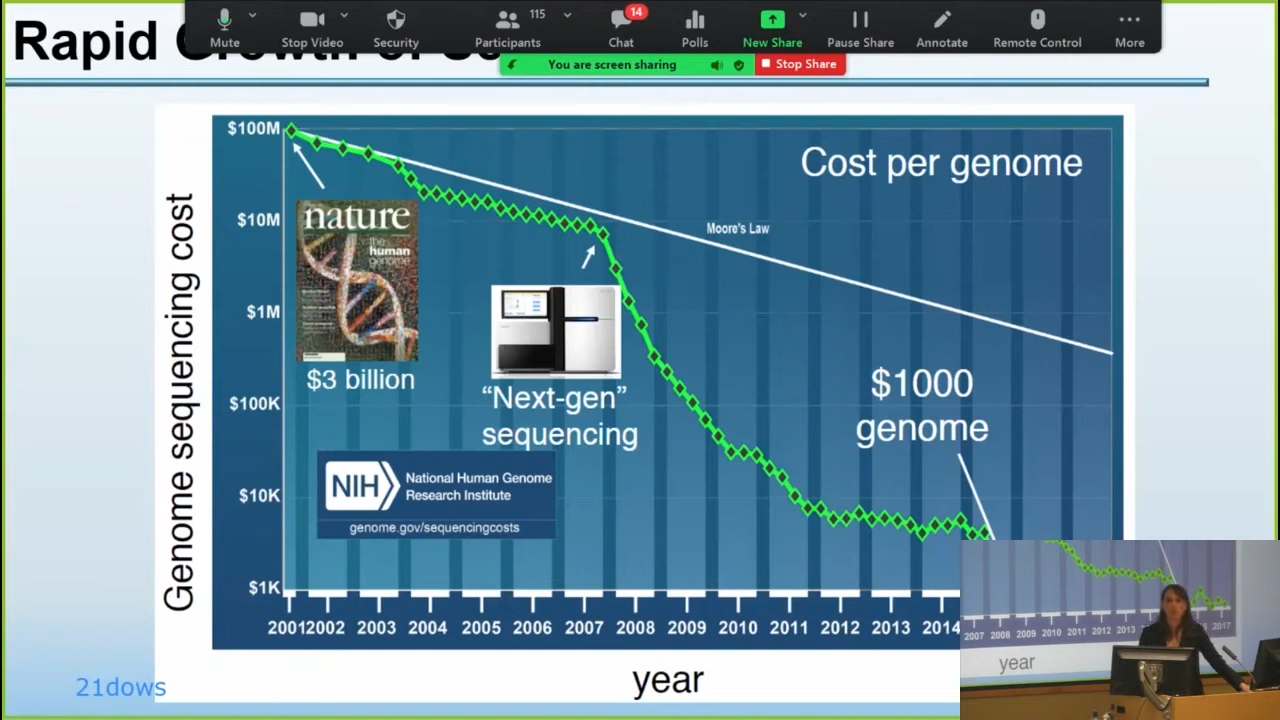 Mute
Stop Video
Security
Participants
115
Chat
14
Polls
New Share
Pause Share
Annotate
Remote Control
More
You are screen sharing
Stop Share
Rapid
Cost per genome
Moore's Law
$100M
$10M
$1M
$100K
$10K
$1K
Genome sequencing cost
nature
the
human
genome
$3 billion
“Next-gen”
sequencing
$1000
genome
NIH
National Human Genome
Research Institute
genome.gov/sequencingcosts
2001 2002 2003 2004 2005 2006 2007 2008 2009 2010 2011 2012 2013 2014
year
21dows
2007 2008 2009 2010 2011 2012 2013
2017
year